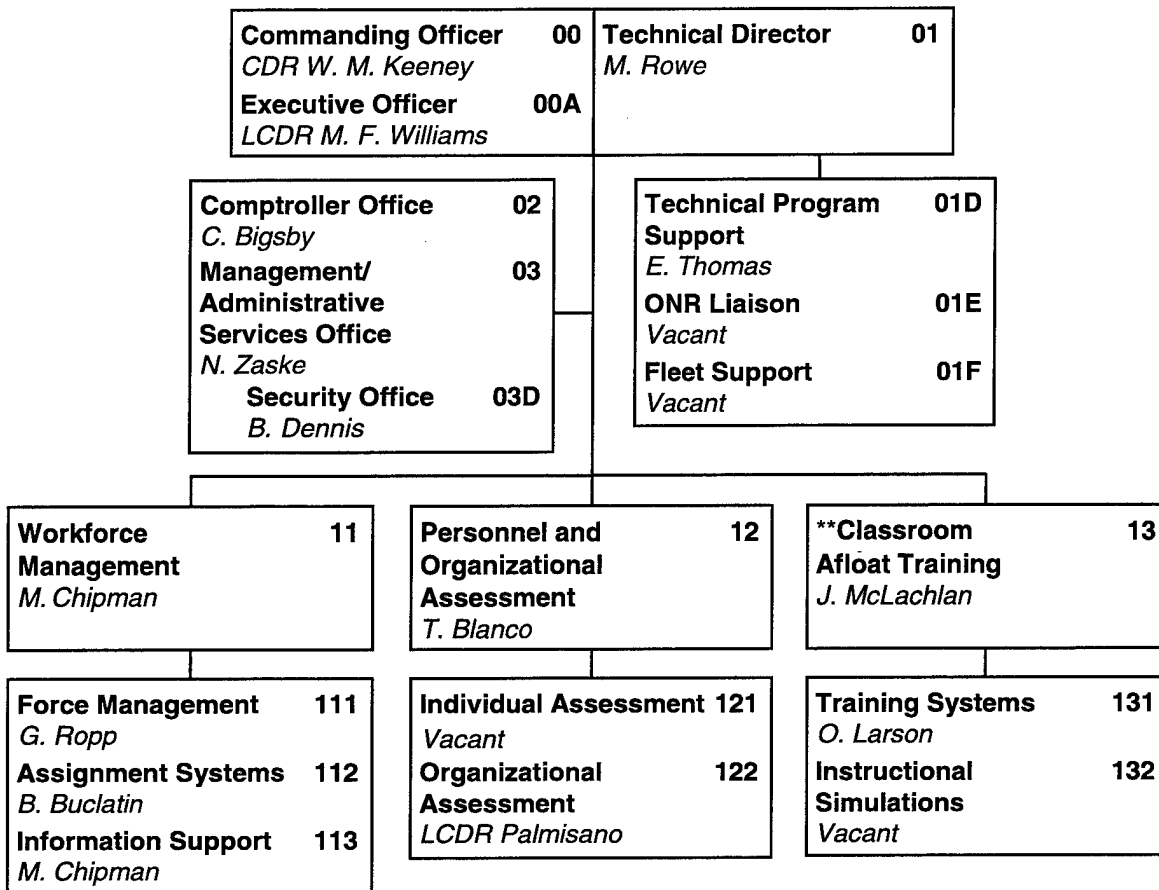 Commanding Officer 00
CDR W. M. Keeney
Executive Officer 00A
LCDR M. F. Williams
Technical Director 01
M. Rowe
Comptroller Office 02
C. Bigsby
Management/ 03
Administrative
Services Office
N. Zaske
Security Office 03D
B. Dennis
Technical Program 01D
Support
E. Thomas
ONR Liaison 01E
Vacant
Fleet Support 01F
Vacant
Workforce 11
Management
M. Chipman
Personnel and 12
Organizational
Assessment
T. Blanco
**Classroom 13
Afloat Training
J. McLachlan
Force Management 111
G. Ropp
Assignment Systems 112
B. Buclatin
Information Support 113
M. Chipman
Individual Assessment 121
Vacant
Organizational 122
Assessment
LCDR Palmisano
Training Systems 131
O. Larson
Instructional 132
Simulations
Vacant